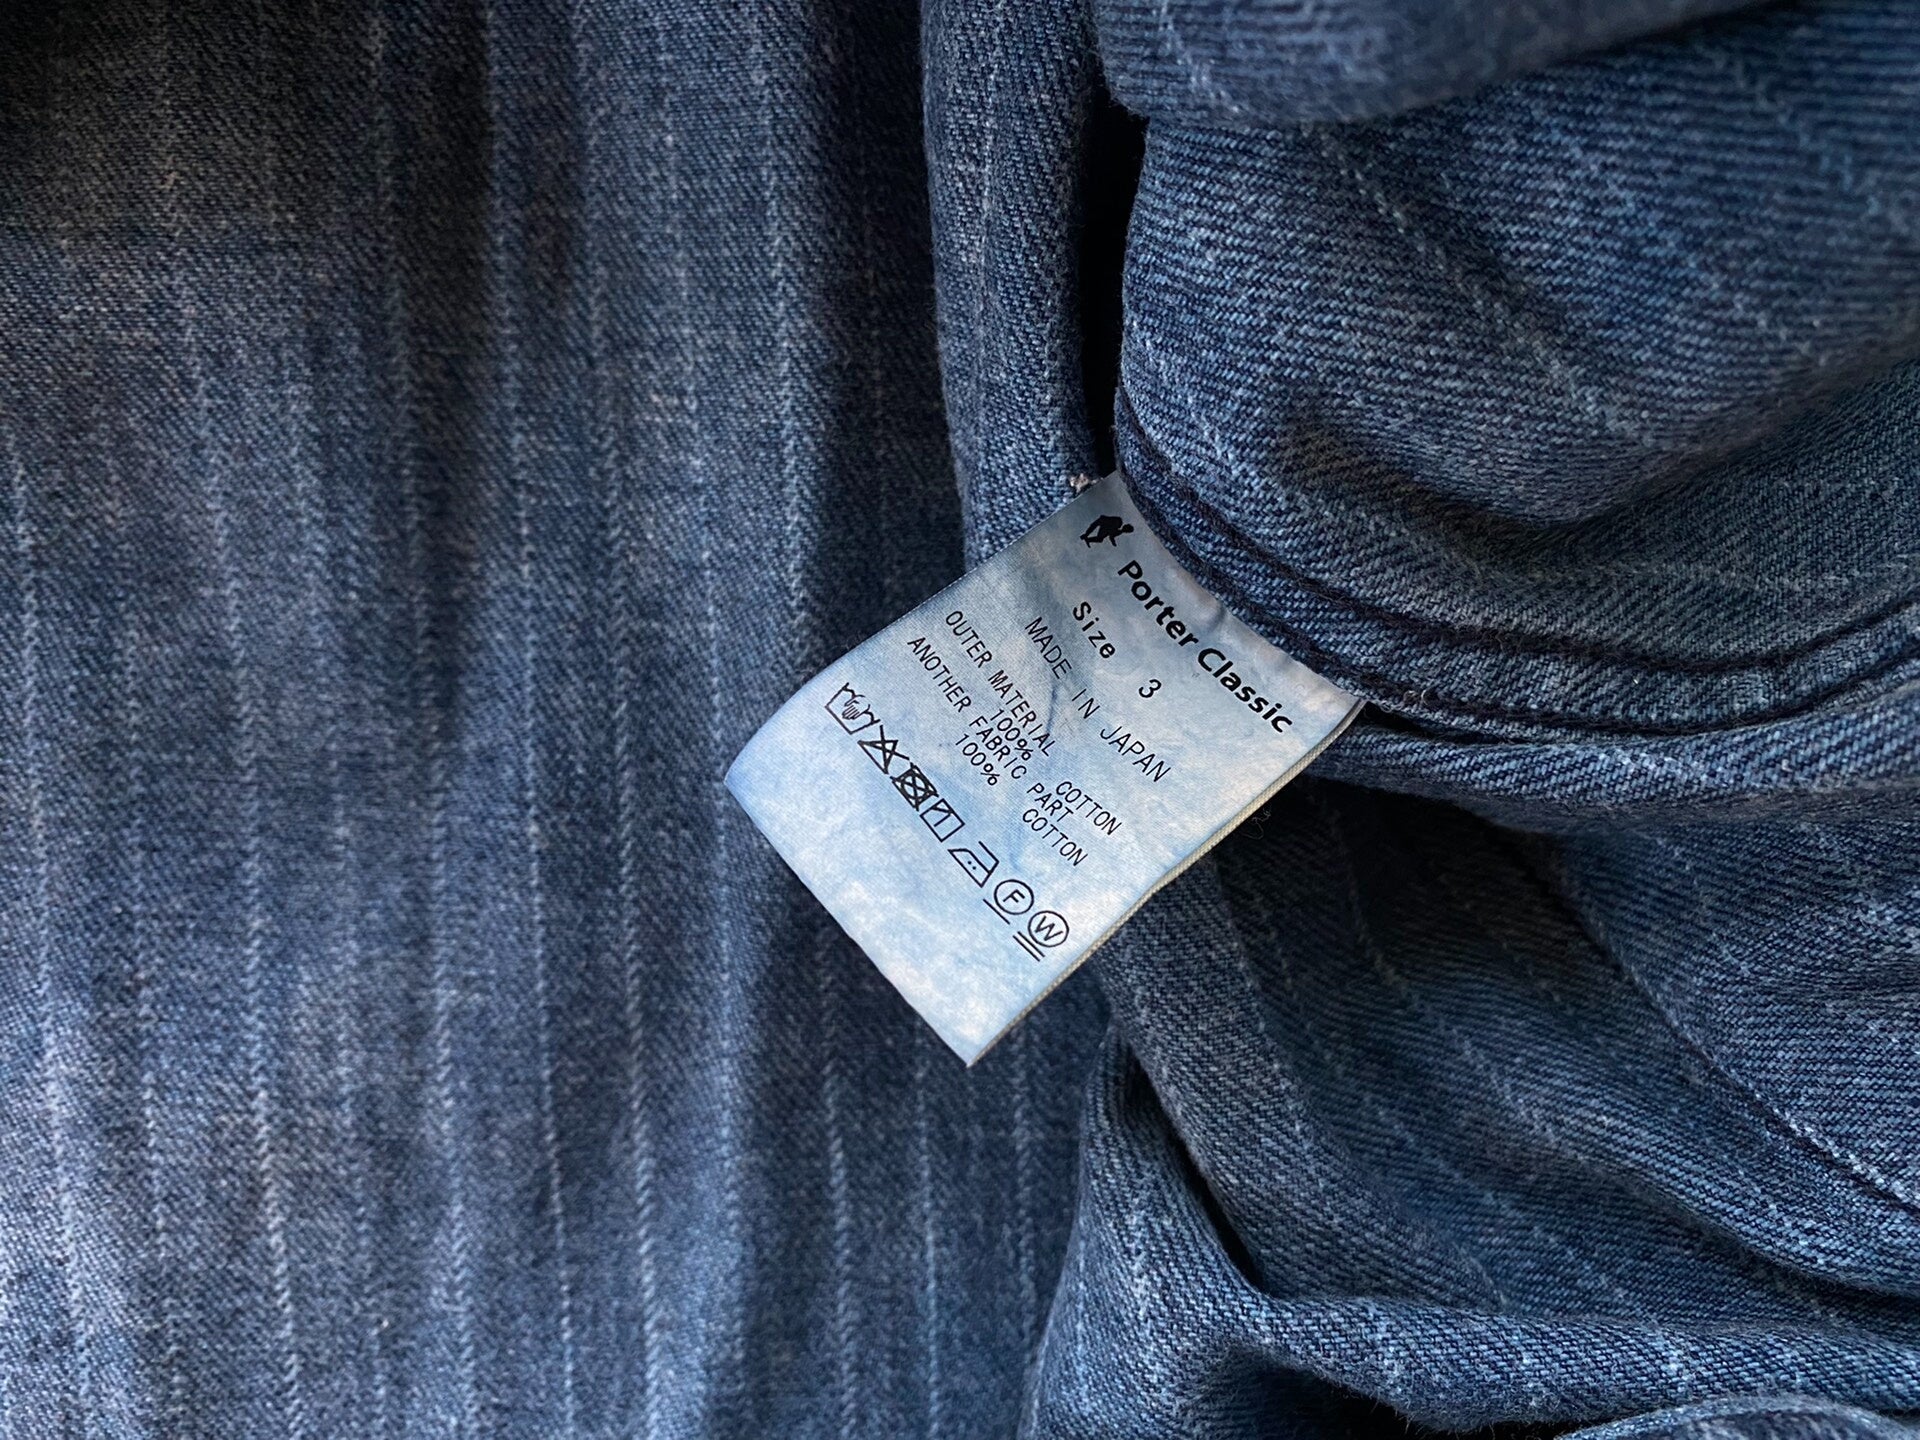 Porter Classic
Size 3
MADE IN JAPAN
OUTER MATERIAL
100% COTTON
ANOTHER FABRIC PART
100% COTTON
F W